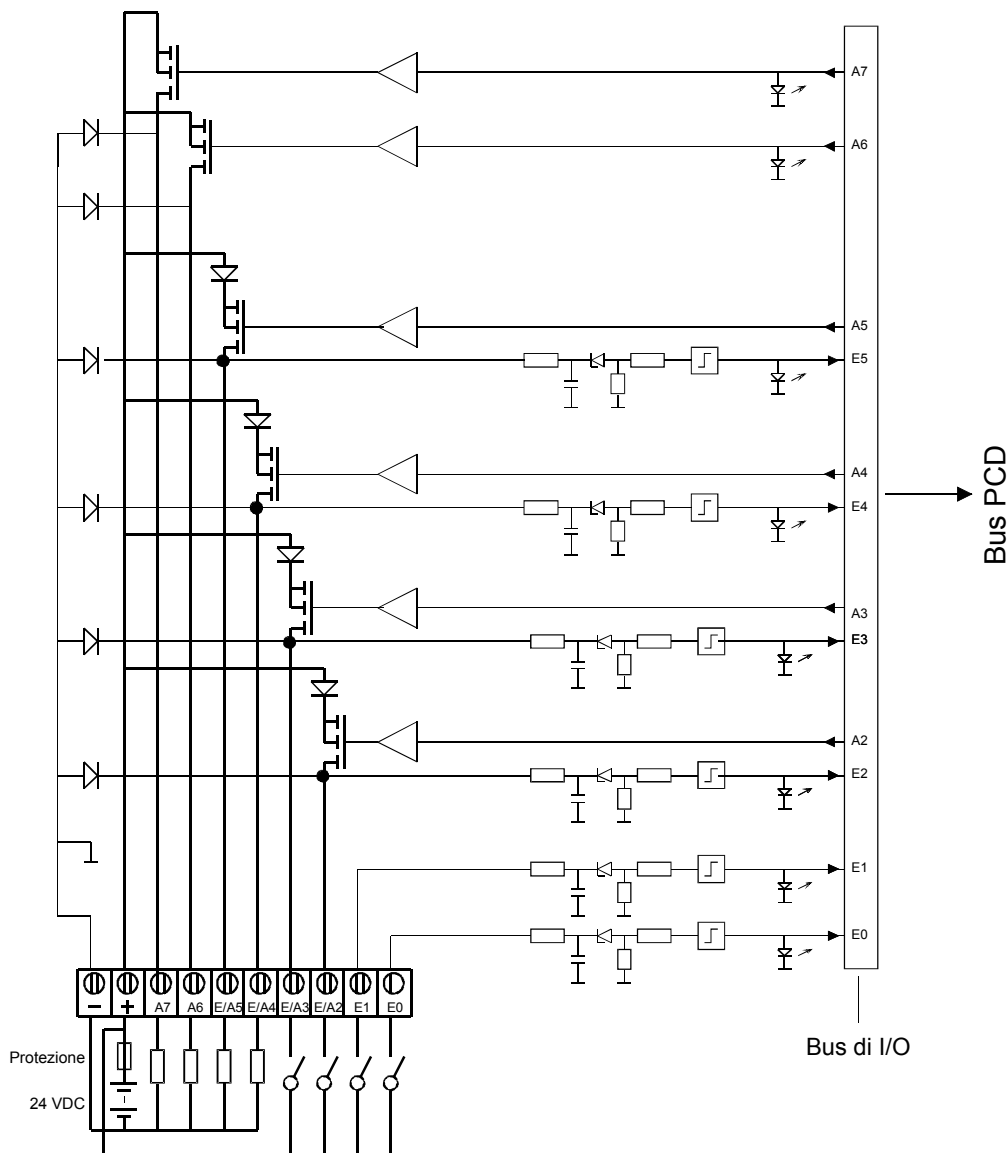 A7
A6
A5
E5
A4
E4
A3
E3
A2
E2
E1
E0
Bus PCD
- + A7 A6 E/A5 E/A4 E/A3 E/A2 E1 E0
Bus di I/O
Protezione
24 VDC